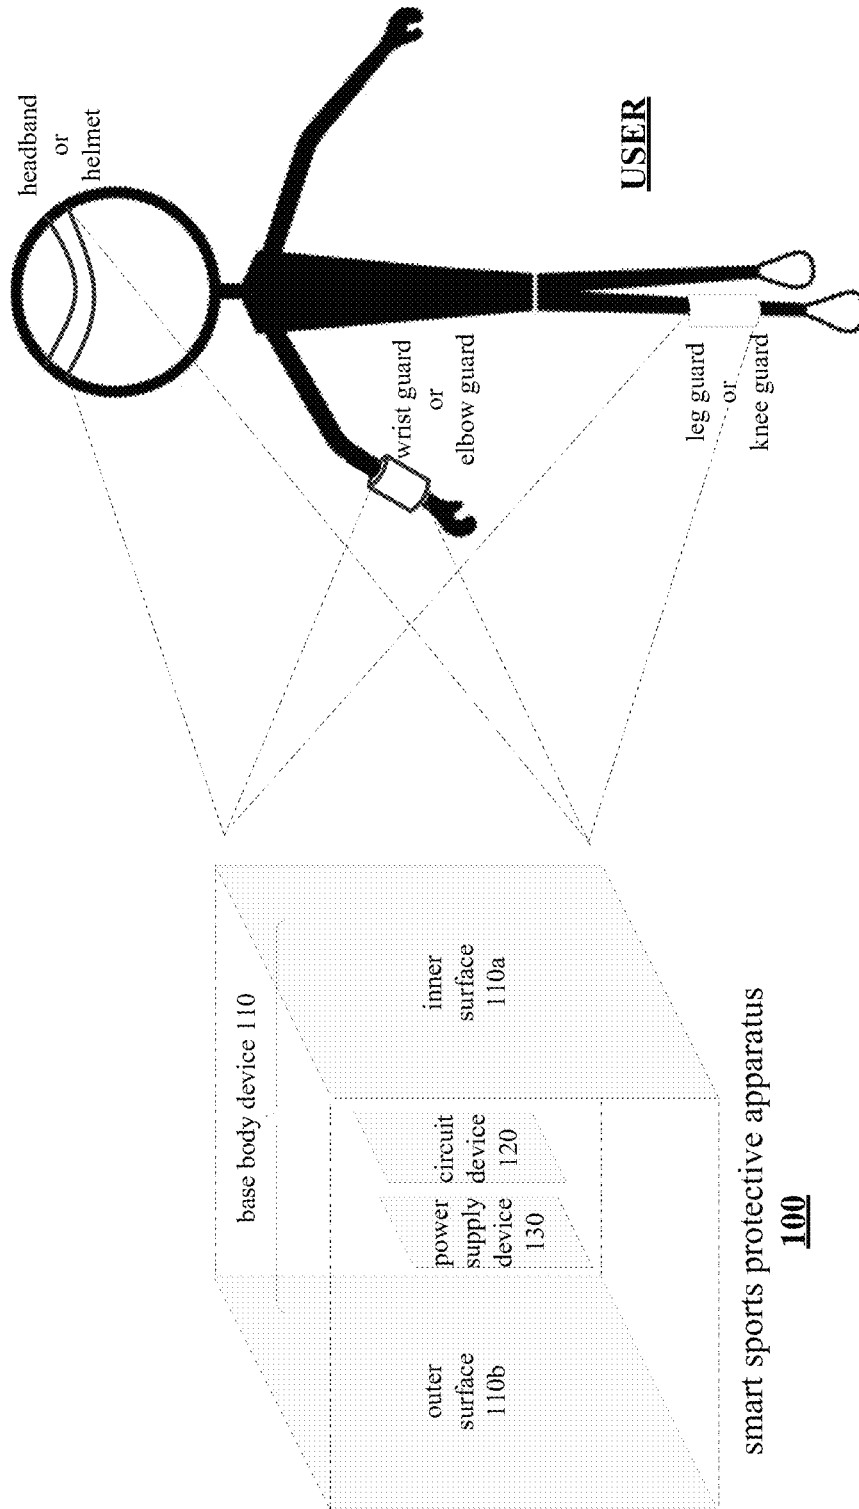 base body device 110
outer
surface
110b
power
supply
device
130
circuit
device
120
inner
surface
110a
smart sports protective apparatus
100
headband
or
helmet
wrist guard
or
elbow guard
leg guard
or
knee guard
USER